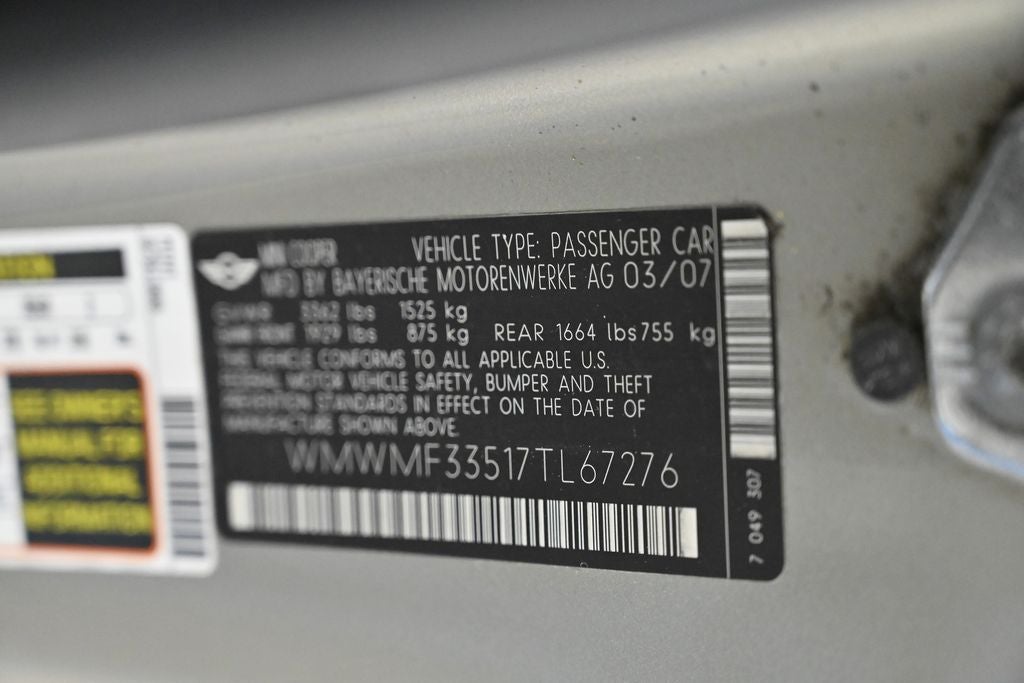 MINI COOPER VEHICLE TYPE: PASSENGER CAR
MFD BY BAYERISCHE MOTORENWERKE AG 03/07
GVWR 3362 lbs 1525 kg
GAWR FRONT 1929 lbs 875 kg REAR 1664 lbs 755 kg
THIS VEHICLE CONFORMS TO ALL APPLICABLE U.S.
FEDERAL MOTOR VEHICLE SAFETY, BUMPER AND THEFT
PREVENTION STANDARDS IN EFFECT ON THE DATE OF
MANUFACTURE SHOWN ABOVE.
WMWMF33517TL67276
7 049 307
SEE OWNER'S
MANUAL FOR
ADDITIONAL
INFORMATION